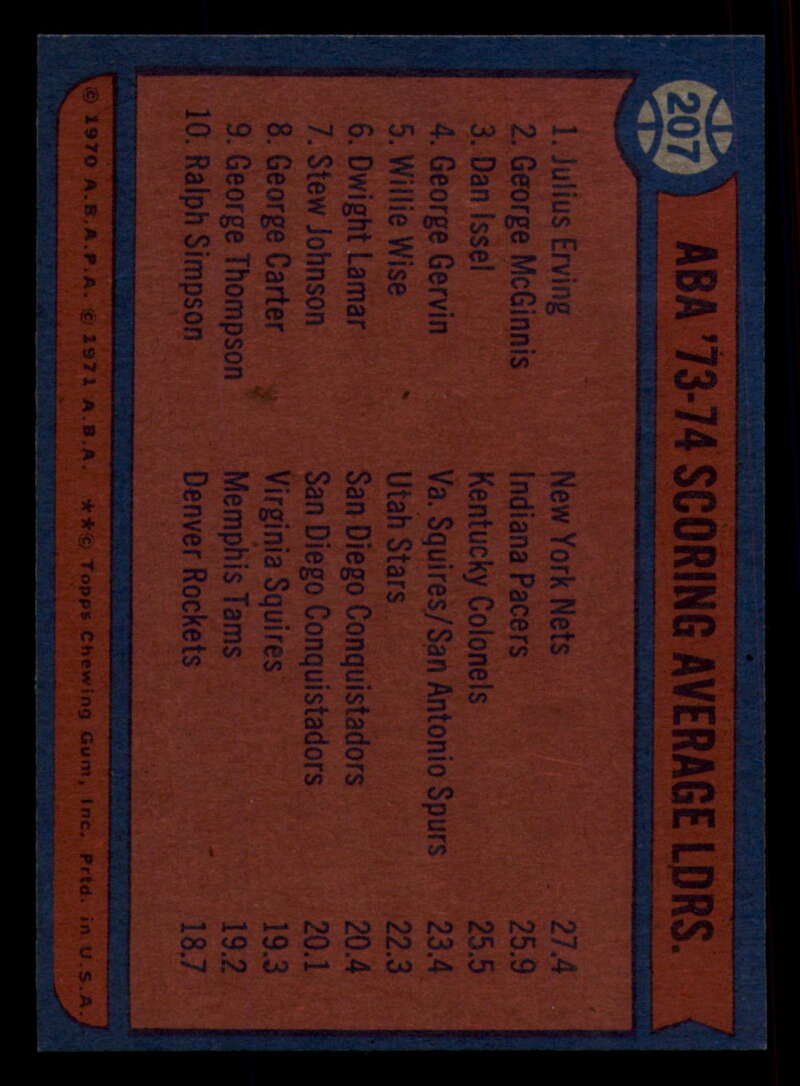 207
ABA '73-74 SCORING AVERAGE LDRS.
1. Julius Erving New York Nets 27.4
2. George McGinnis Indiana Pacers 25.9
3. Dan Issel Kentucky Colonels 25.5
4. George Gervin Va. Squires/San Antonio Spurs 23.4
5. Willie Wise Utah Stars 22.3
6. Dwight Lamar San Diego Conquistadors 20.4
7. Stew Johnson San Diego Conquistadors 20.1
8. George Carter Virginia Squires 19.3
9. George Thompson Memphis Tams 19.2
10. Ralph Simpson Denver Rockets 18.7
© 1970 A.B.A.P.A. © 1971 A.B.A. **© Topps Chewing Gum, Inc. Prtd. in U.S.A.